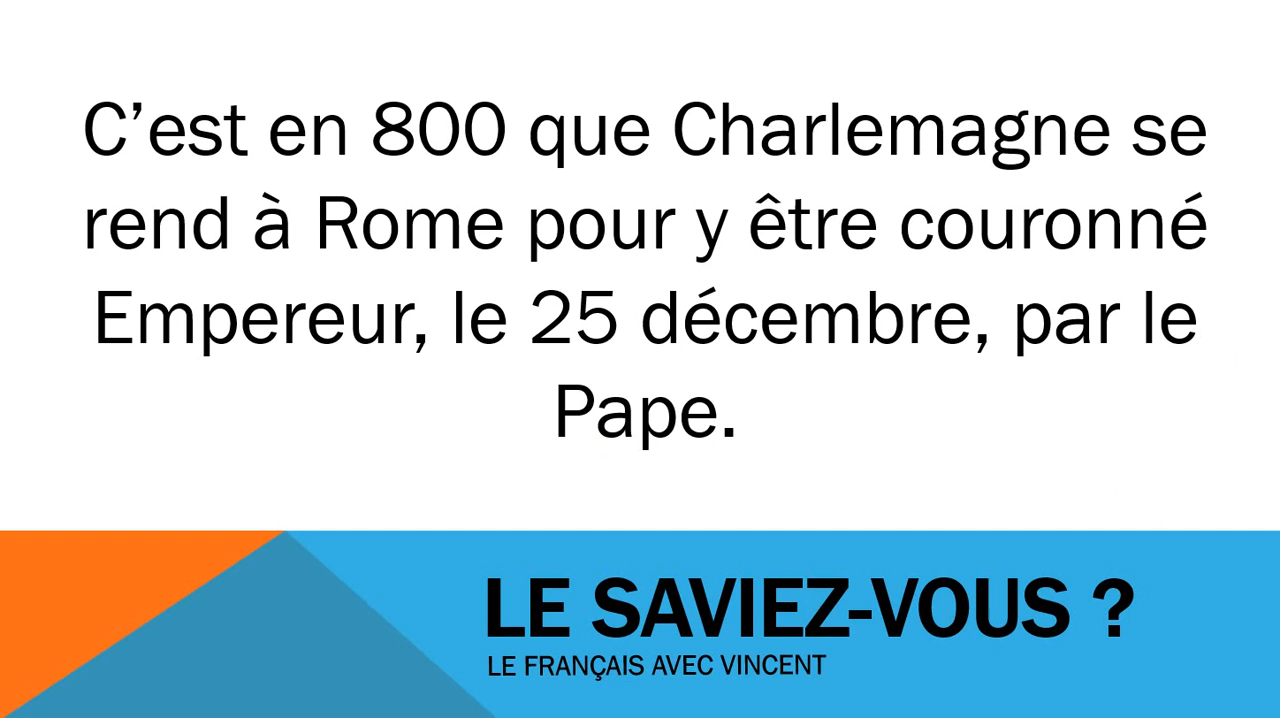 C’est en 800 que Charlemagne se
rend à Rome pour y être couronné
Empereur, le 25 décembre, par le
Pape.
LE SAVIEZ-VOUS ?
LE FRANÇAIS AVEC VINCENT